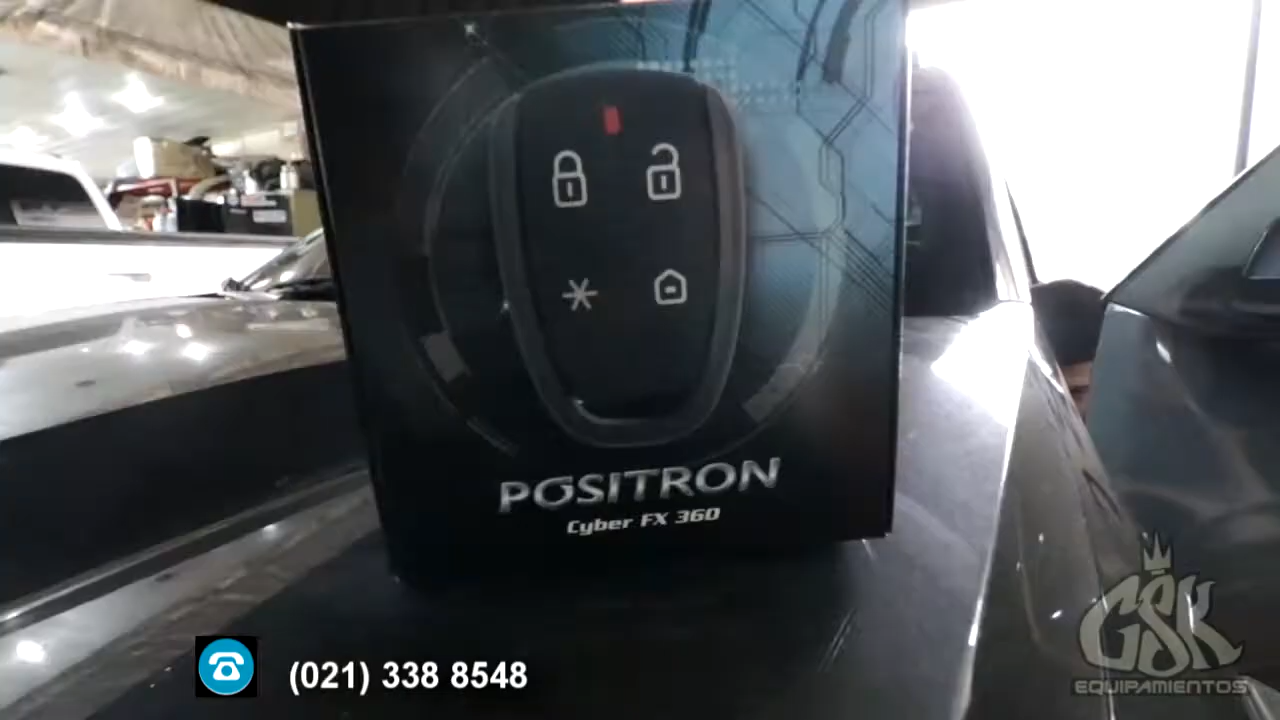 POSITRON
Cyber FX 360
(021) 338 8548
GSK
EQUIPAMIENTOS